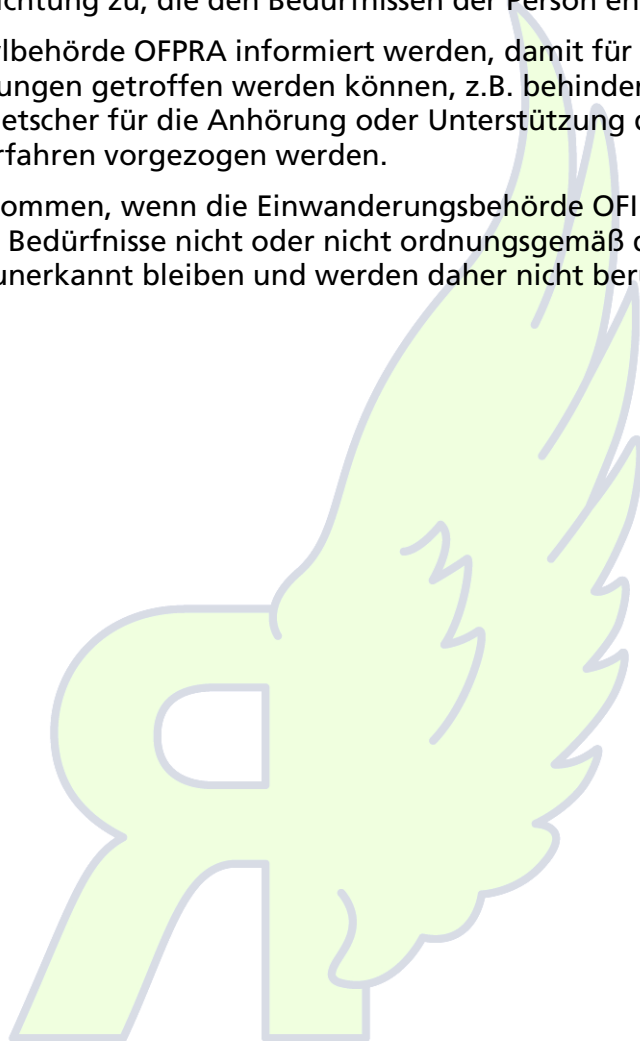 ichtung zu, die den Bedürfnissen der Person en
lbehörde OFPRA informiert werden, damit für
ungen getroffen werden können, z.B. behinder
etscher für die Anhörung oder Unterstützung
rfahren vorgezogen werden.
ommen, wenn die Einwanderungsbehörde OFI
Bedürfnisse nicht oder nicht ordnungsgemäß
unerkannt bleiben und werden daher nicht ber